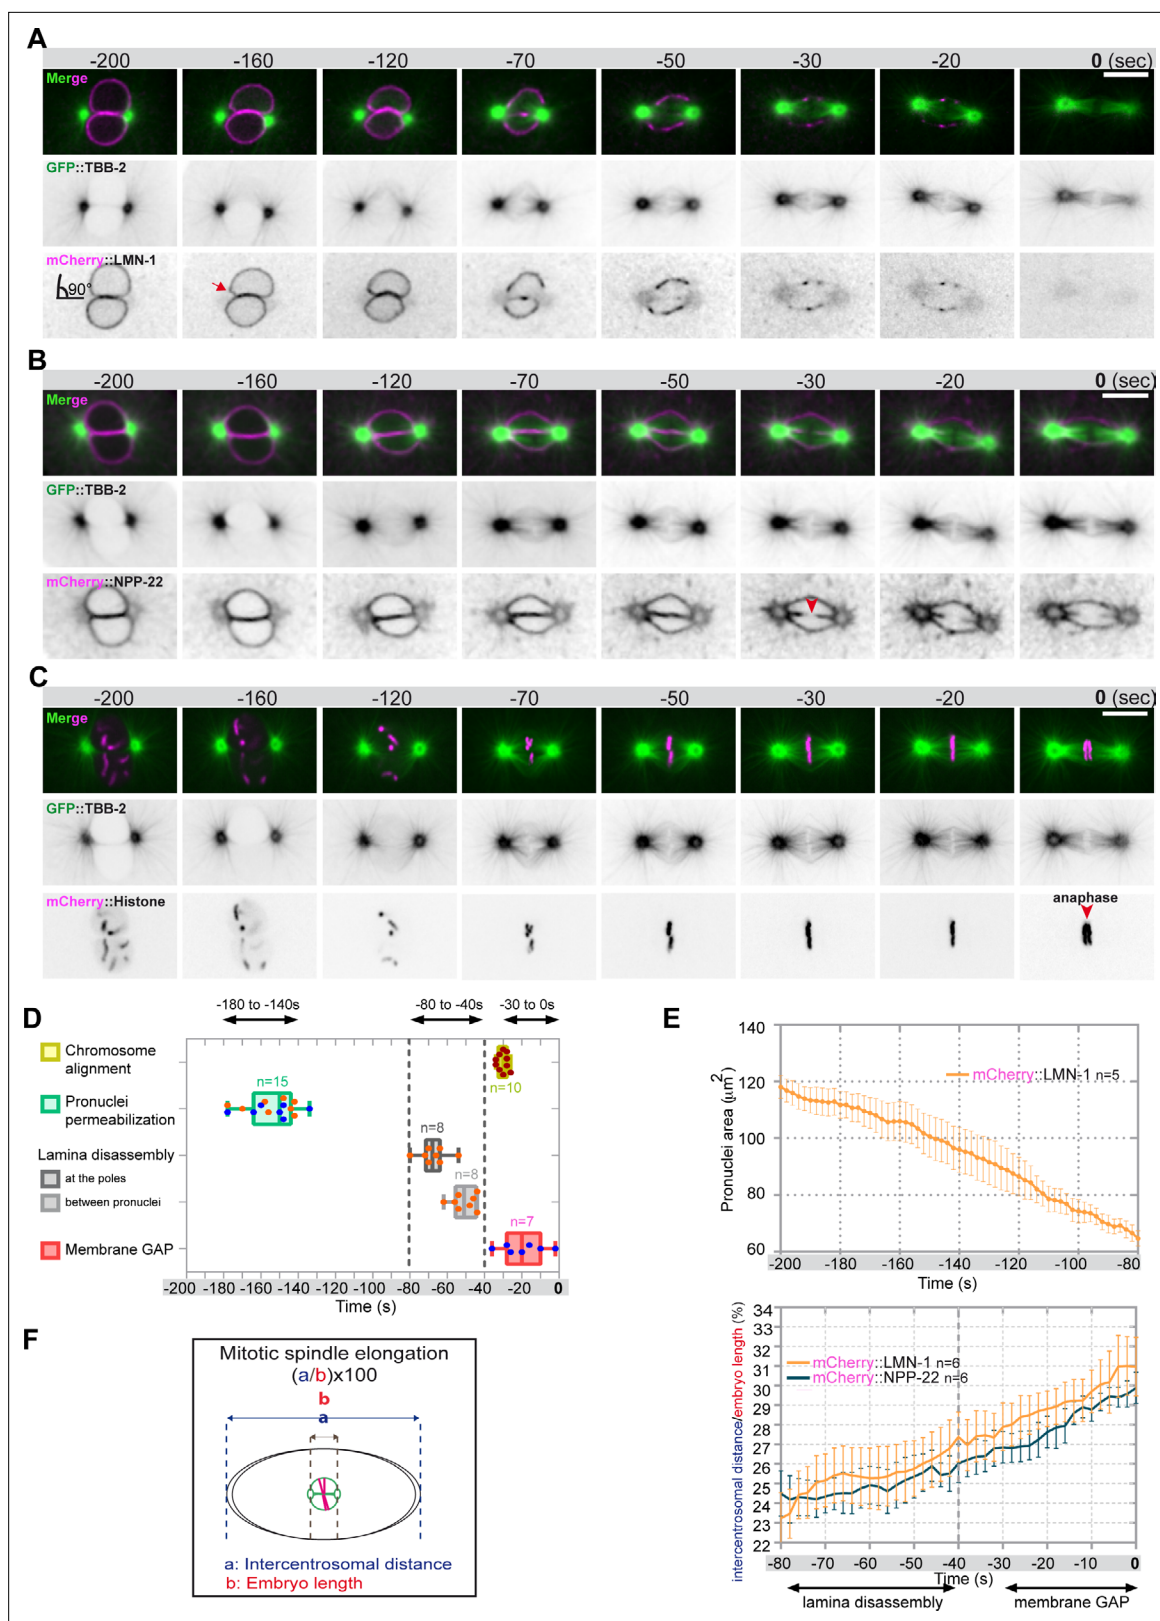 A
-200 -160 -120 -70 -50 -30 -20 0 (sec)
Merge
GFP::TBB-2
mCherry::LMN-1
90°
B
-200 -160 -120 -70 -50 -30 -20 0 (sec)
Merge
GFP::TBB-2
mCherry::NPP-22
C
-200 -160 -120 -70 -50 -30 -20 0 (sec)
Merge
GFP::TBB-2
mCherry::Histone
anaphase
D
-180 to -140s
-80 to -40s
-30 to 0s
Chromosome
alignment
Pronuclei
permeabilization
Lamina disassembly
at the poles
between pronuclei
Membrane GAP
n=15
n=10
n=8
n=8
n=7
-200 -180 -160 -140 -120 -100 -80 -60 -40 -20 0
Time (s)
E
Pronuclei area (µm2)
140
120
100
80
60
mCherry::LMN-1 n=5
-200 -180 -160 -140 -120 -100 -80
Time (s)
F
Mitotic spindle elongation
(a/b)x100
b
a
a: Intercentrosomal distance
b: Embryo length
intercentrosomal distance/embryo length (%)
34
33
32
31
30
29
28
27
26
25
24
23
22
mCherry::LMN-1 n=6
mCherry::NPP-22 n=6
-80 -70 -60 -50 -40 -30 -20 -10 0
Time (s)
lamina disassembly
membrane GAP